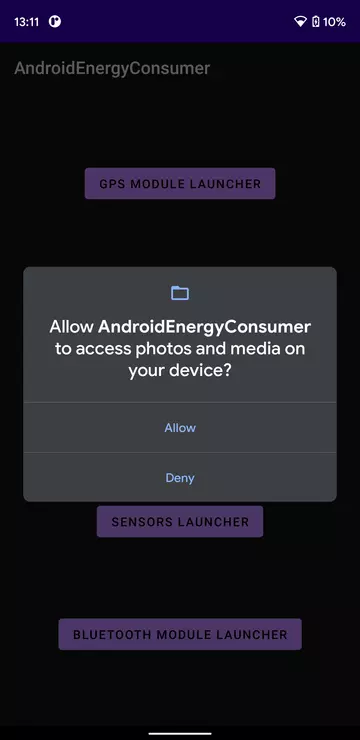 13:11 10%
AndroidEnergyConsumer
GPS MODULE LAUNCHER
Allow AndroidEnergyConsumer
to access photos and media on
your device?
Allow
Deny
SENSORS LAUNCHER
BLUETOOTH MODULE LAUNCHER